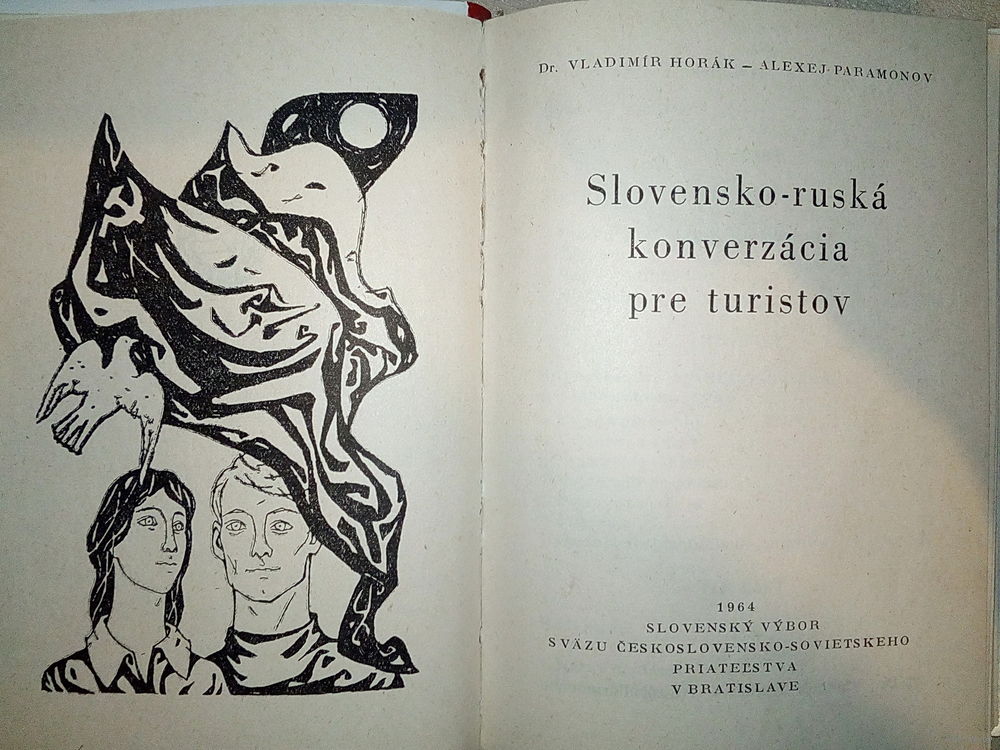 Dr. VLADIMÍR HORÁK – ALEXEJ PARAMONOV
Slovensko-ruská
konverzácia
pre turistov
1964
SLOVENSKÝ VÝBOR
SVÄZU ČESKOSLOVENSKO-SOVIETSKEHO
PRIATEĽSTVA
V BRATISLAVE